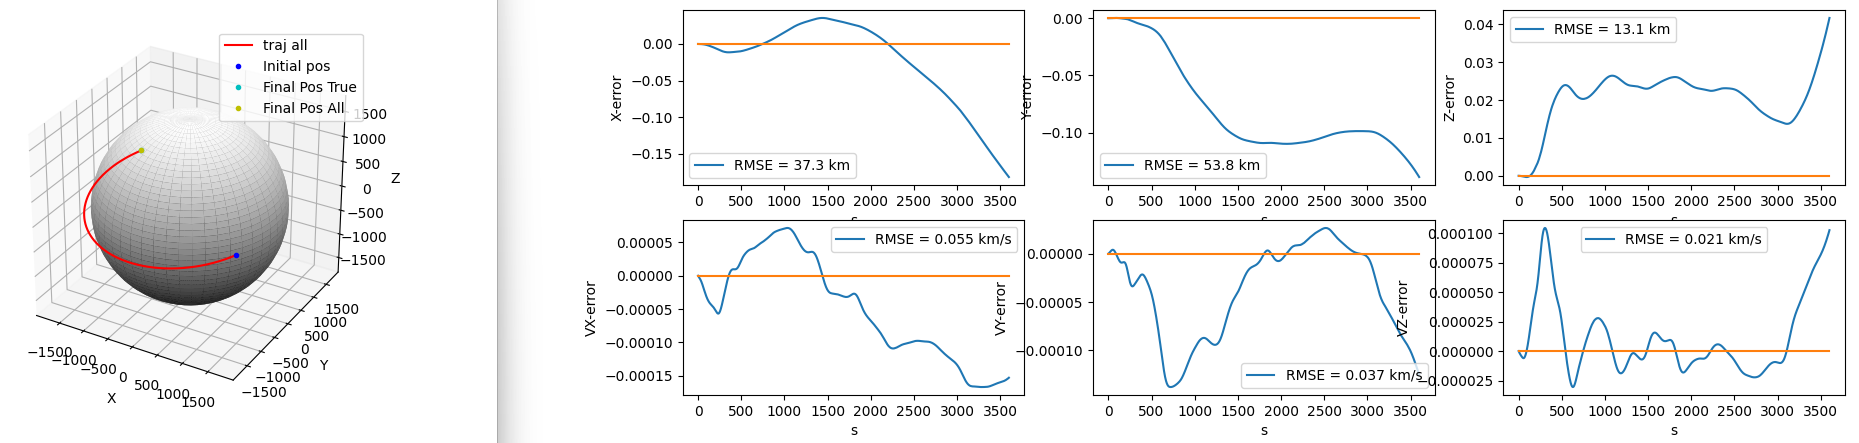 traj all
Initial pos
Final Pos True
Final Pos All
1500
1000
500
0
−500
−1000
−1500
Z
1500
1000
500
0
−500
−1000
−1500
Y
−1500
−1000
−500
0
500
1000
1500
X
0.00
−0.05
−0.10
−0.15
X-error
RMSE = 37.3 km
0 500 1000 1500 2000 2500 3000 3500
s
0.00
−0.05
−0.10
Y-error
RMSE = 53.8 km
0 500 1000 1500 2000 2500 3000 3500
s
0.04
0.03
0.02
0.01
0.00
Z-error
RMSE = 13.1 km
0 500 1000 1500 2000 2500 3000 3500
s
0.00005
0.00000
−0.00005
−0.00010
−0.00015
VX-error
RMSE = 0.055 km/s
0 500 1000 1500 2000 2500 3000 3500
s
0.00000
−0.00005
−0.00010
VY-error
RMSE = 0.037 km/s
0 500 1000 1500 2000 2500 3000 3500
s
0.000100
0.000075
0.000050
0.000025
0.000000
−0.000025
VZ-error
RMSE = 0.021 km/s
0 500 1000 1500 2000 2500 3000 3500
s